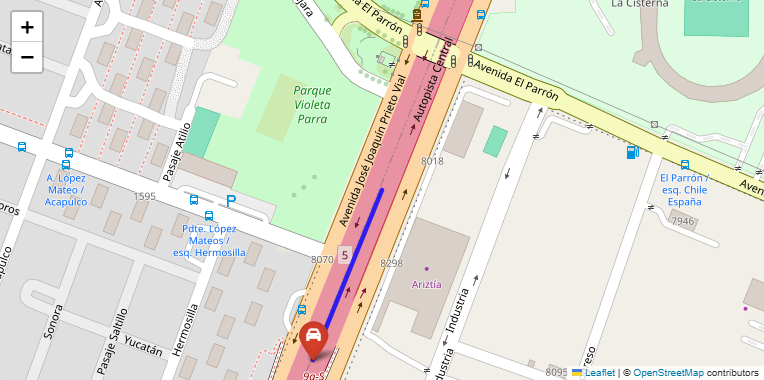 +
−
La Cisterna
Avenida El Parrón
Autopista Central
Avenida El Parrón
Parque
Violeta
Parra
Avenida José Joaquín Prieto Vial
Pasaje Atilio
8018
A. López
Mateo /
Acapulco
1595
P
El Parrón /
esq. Chile
España
Pdte. López
Mateos /
esq. Hermosilla
7946
8070
5
8298
Ariztía
Industria
Sonora
Pasaje Saltillo
Yucatán
Hermosilla
9a-S
8095
Leaflet | © OpenStreetMap contributors